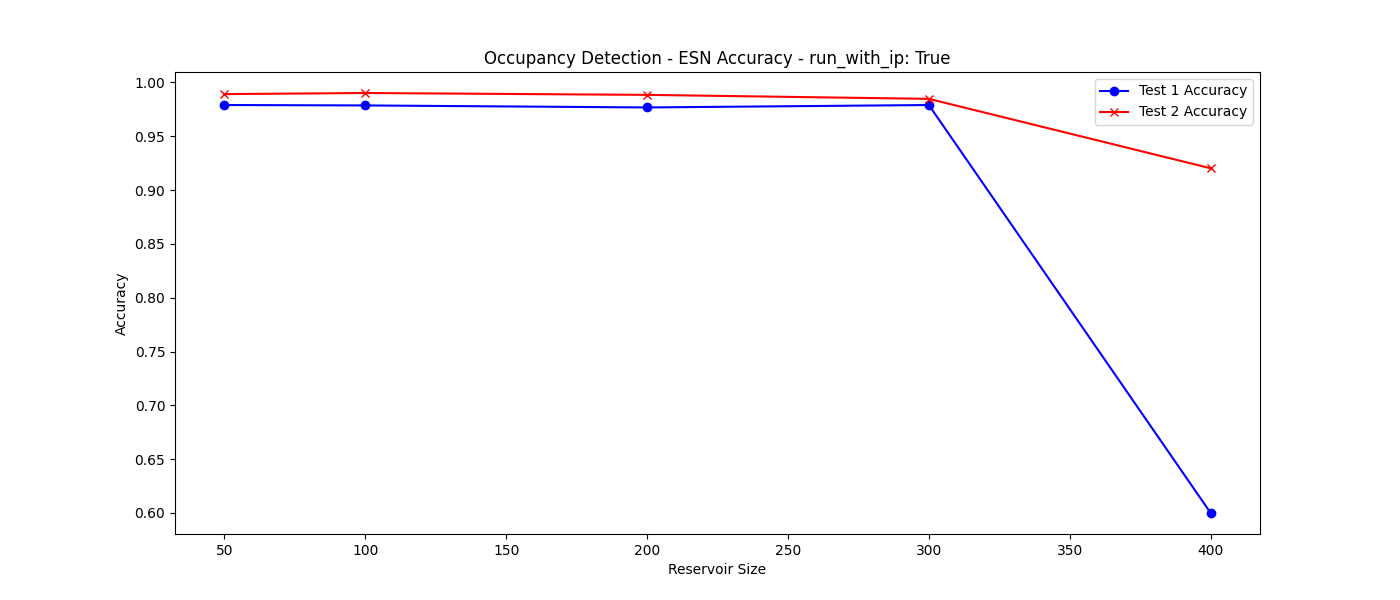 Occupancy Detection - ESN Accuracy - run_with_ip: True
Test 1 Accuracy
Test 2 Accuracy
Accuracy
1.00
0.95
0.90
0.85
0.80
0.75
0.70
0.65
0.60
50 100 150 200 250 300 350 400
Reservoir Size